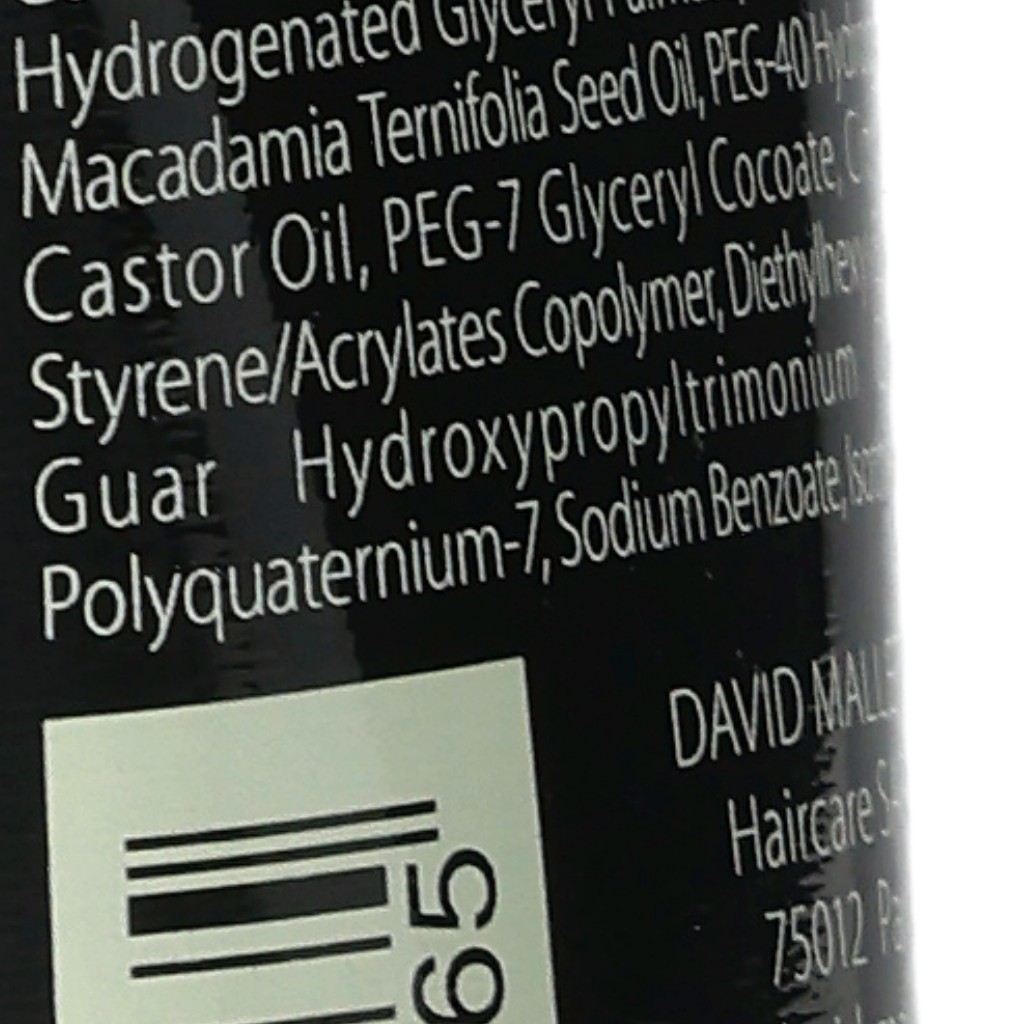 Hydrogenated Glyceryl
Macadamia Ternifolia Seed Oil, PEG-40
Castor Oil, PEG-7 Glyceryl Cocoate,
Styrene/Acrylates Copolymer,
Guar Hydroxypropyltrimonium
Polyquaternium-7, Sodium Benzoate,
DAVID
Haircare
75012
65